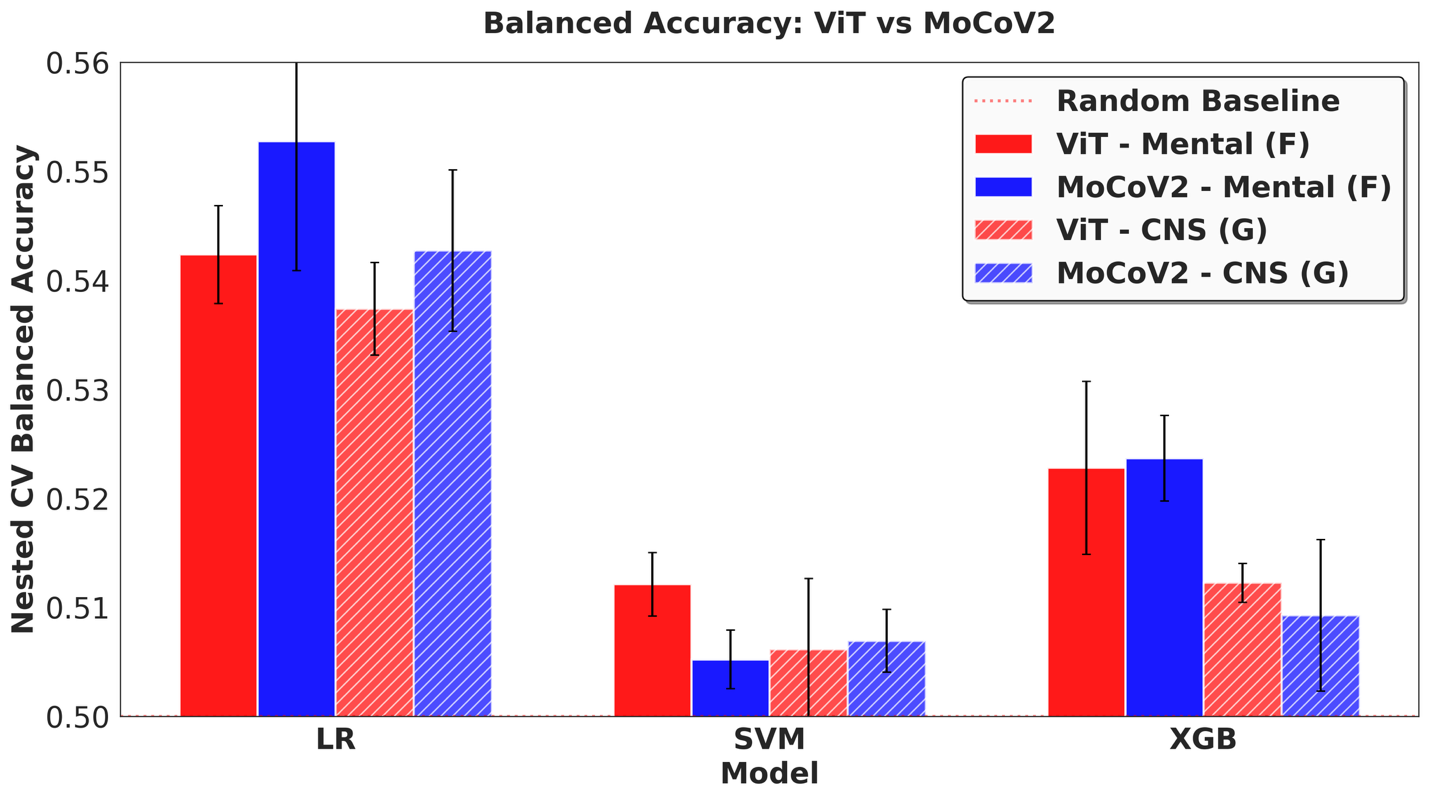 Balanced Accuracy: ViT vs MoCoV2
Nested CV Balanced Accuracy
0.56
0.55
0.54
0.53
0.52
0.51
0.50
Random Baseline
ViT - Mental (F)
MoCoV2 - Mental (F)
ViT - CNS (G)
MoCoV2 - CNS (G)
LR SVM XGB
Model